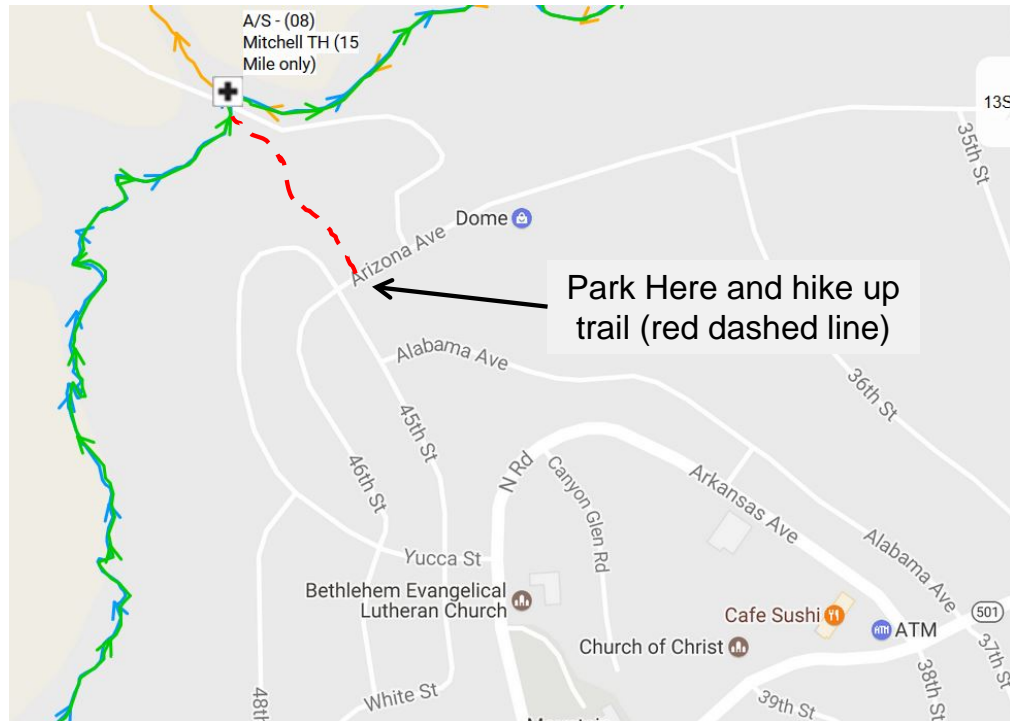 A/S - (08)
Mitchell TH (15
Mile only)
13S
35th St
Dome
Arizona Ave
Park Here and hike up
trail (red dashed line)
Alabama Ave
36th St
45th St
46th St
N Rd
Canyon Glen Rd
Arkansas Ave
Alabama Ave
Yucca St
Bethlehem Evangelical
Lutheran Church
Cafe Sushi
ATM
ATM
501
Church of Christ
37th St
38th St
39th St
White St
48th
Mountain